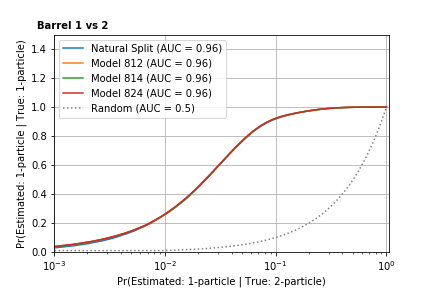 Barrel 1 vs 2
Pr(Estimated: 1-particle | True: 1-particle)
1.4
1.2
1.0
0.8
0.6
0.4
0.2
0.0
Natural Split (AUC = 0.96)
Model 812 (AUC = 0.96)
Model 814 (AUC = 0.96)
Model 824 (AUC = 0.96)
Random (AUC = 0.5)
10⁻³ 10⁻² 10⁻¹ 10⁰
Pr(Estimated: 1-particle | True: 2-particle)